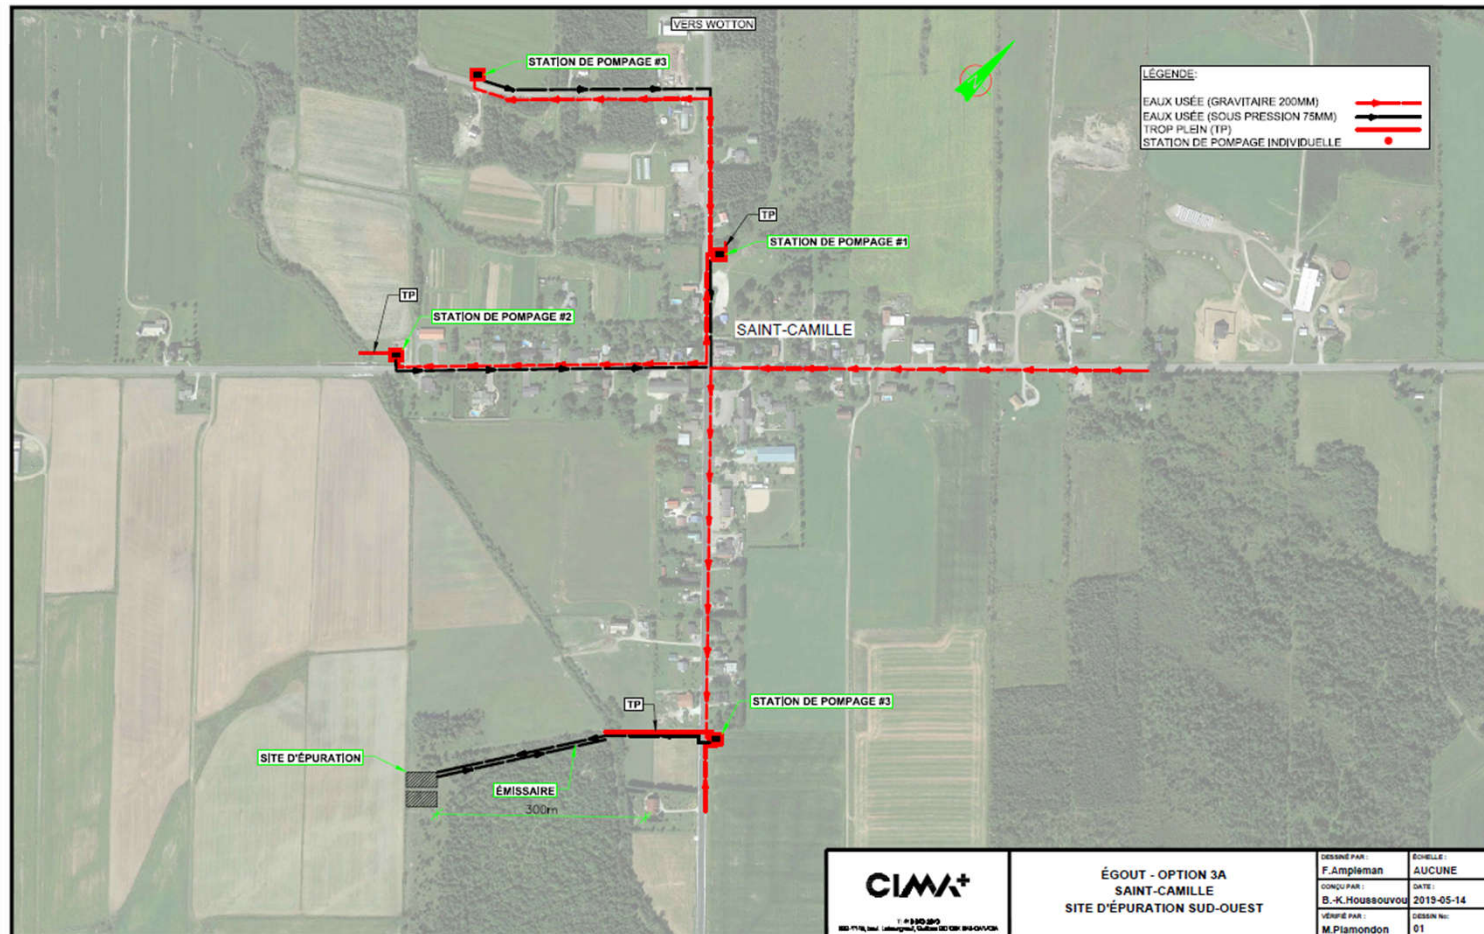 VERS WOTTON
STATION DE POMPAGE #3
LÉGENDE:
EAUX USÉE (GRAVITAIRE 200MM)
EAUX USÉE (SOUS PRESSION 75MM)
TROP PLEIN (TP)
STATION DE POMPAGE INDIVIDUELLE
TP
STATION DE POMPAGE #1
TP
STATION DE POMPAGE #2
SAINT-CAMILLE
TP
STATION DE POMPAGE #3
SITE D'ÉPURATION
ÉMISSAIRE
300m
CIMA+
ÉGOUT - OPTION 3A
SAINT-CAMILLE
SITE D'ÉPURATION SUD-OUEST
DESSINÉ PAR :
F.Ampleman
ÉCHELLE :
AUCUNE
CONÇU PAR :
B.-K.Houssouvou
DATE :
2019-05-14
VÉRIFIÉ PAR :
M.Plamondon
DESSIN No:
01